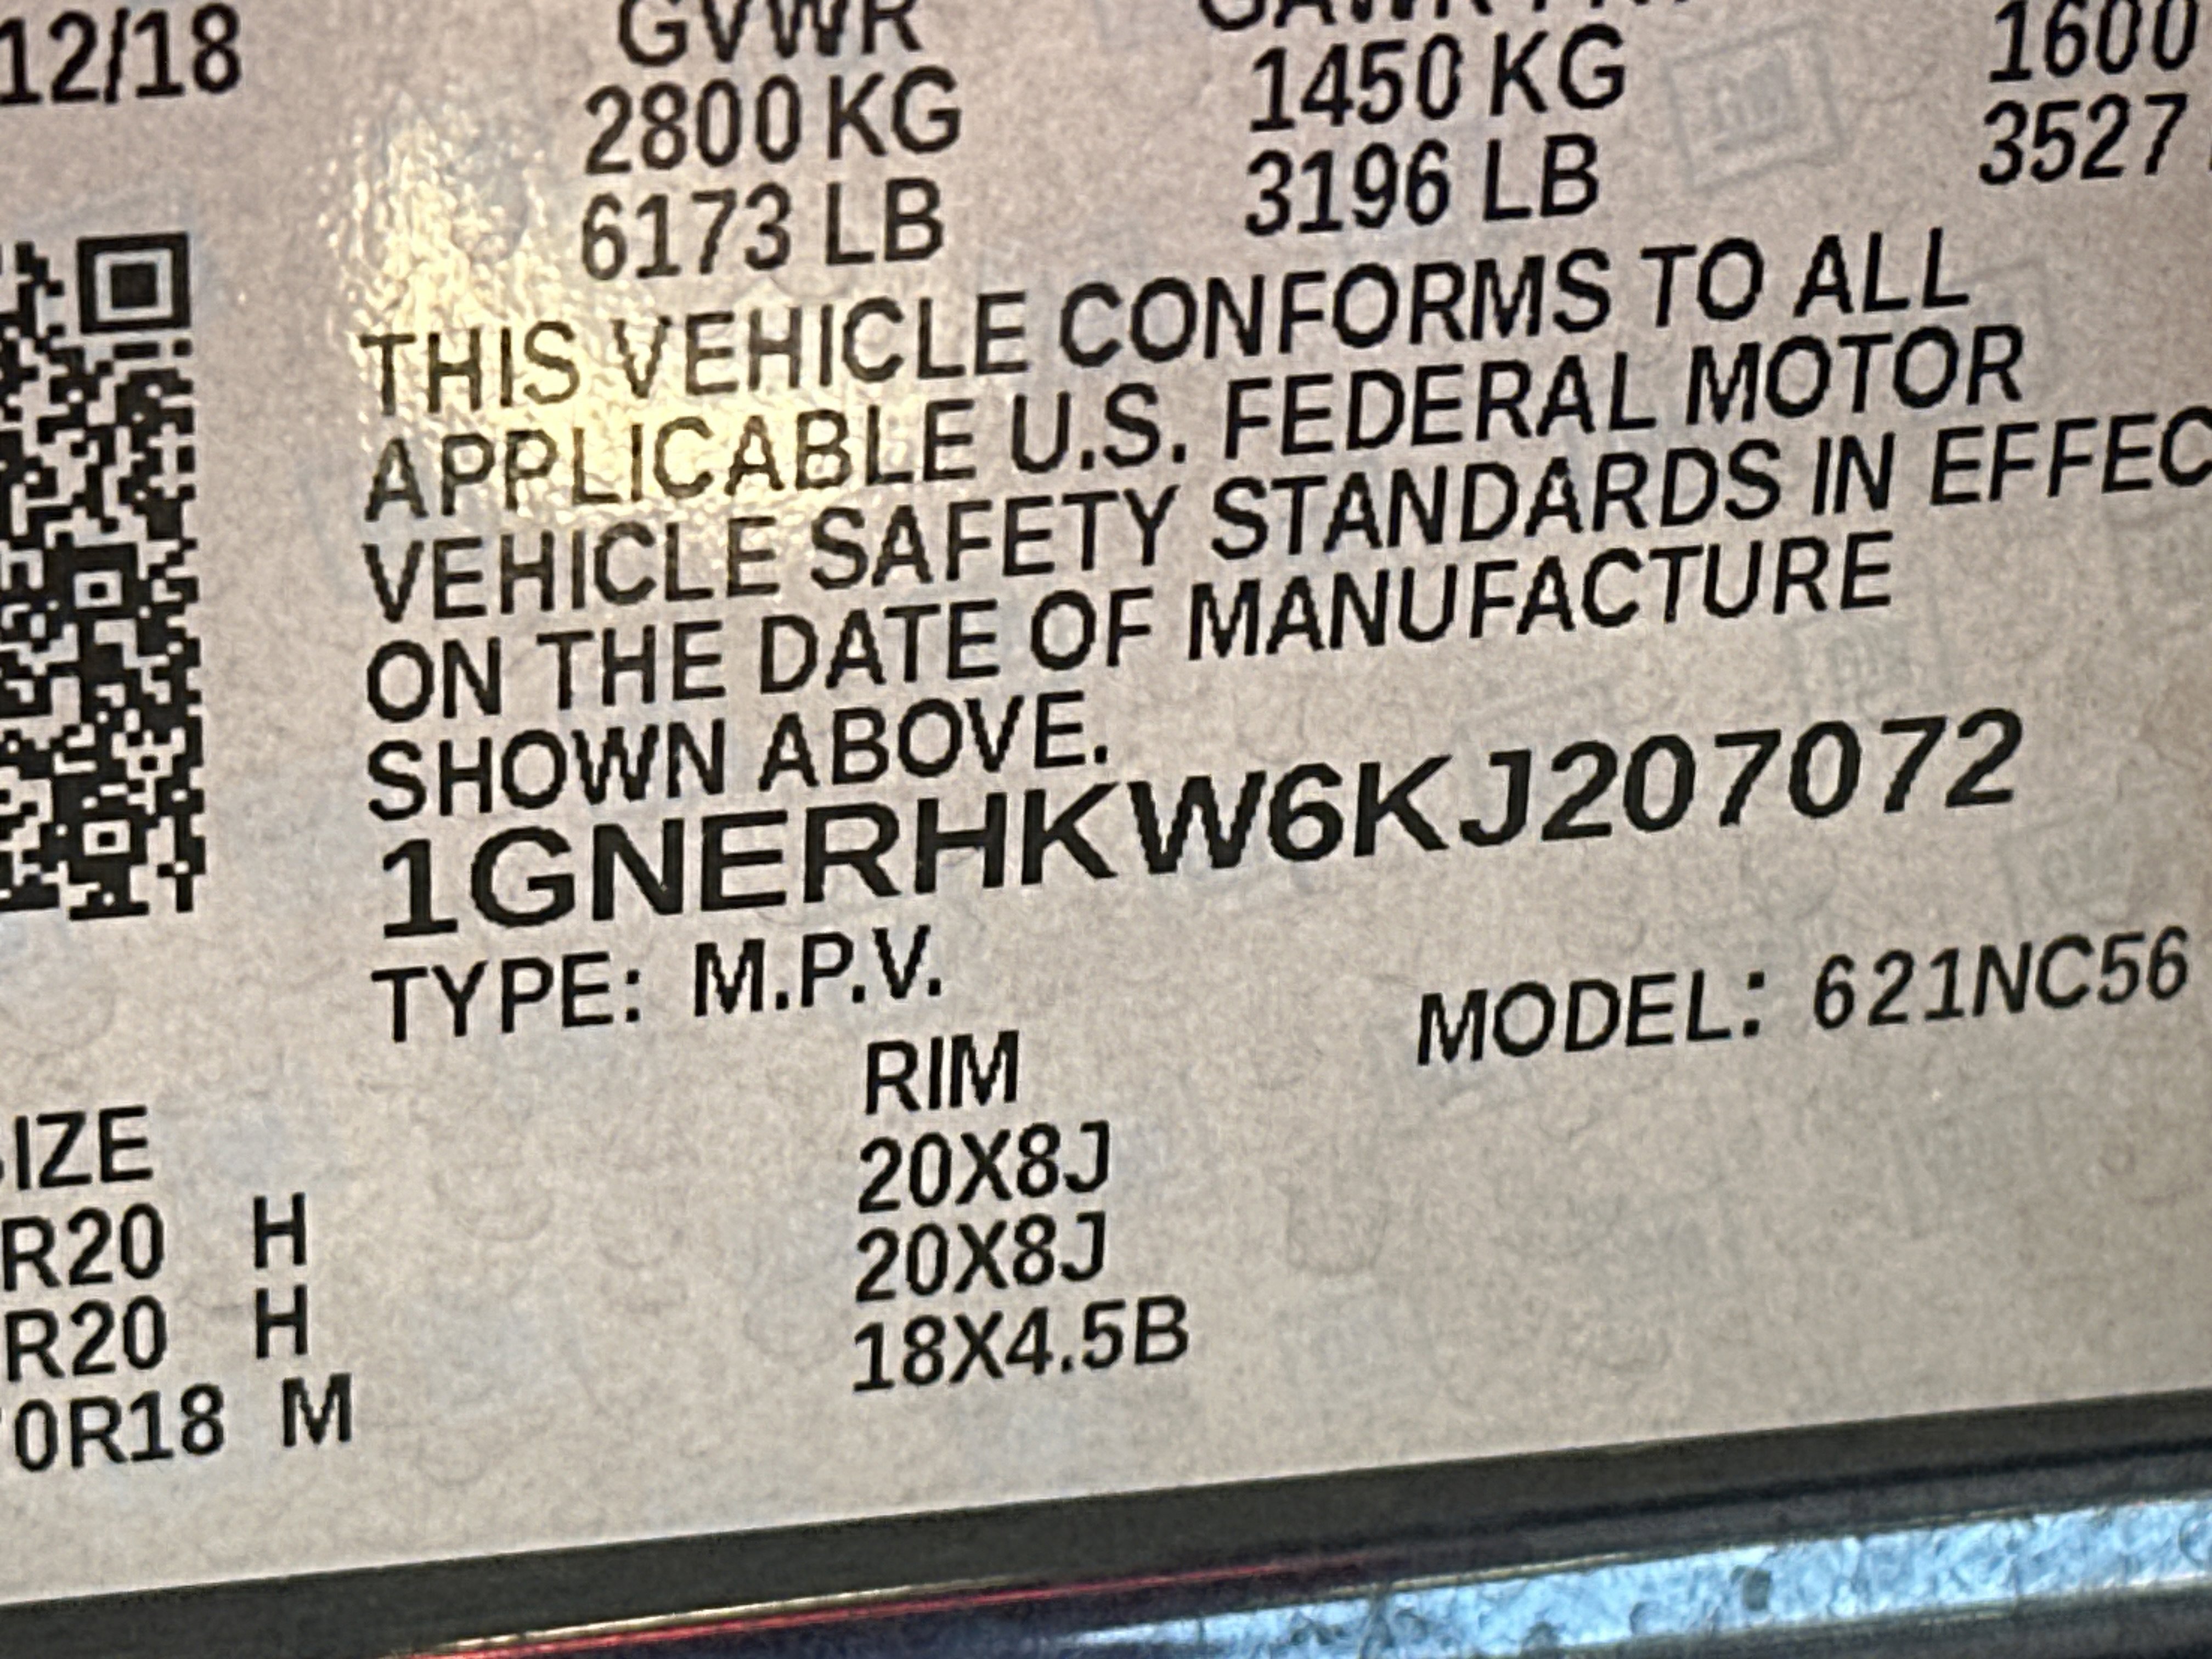 12/18 GVWR
2800 KG 1450 KG 1600
6173 LB 3196 LB 3527
THIS VEHICLE CONFORMS TO ALL
APPLICABLE U.S. FEDERAL MOTOR
VEHICLE SAFETY STANDARDS IN EFFEC
ON THE DATE OF MANUFACTURE
SHOWN ABOVE.
1GNERHKW6KJ207072
TYPE: M.P.V. MODEL: 621NC56
IZE RIM
R20 H 20X8J
R20 H 20X8J
0R18 M 18X4.5B